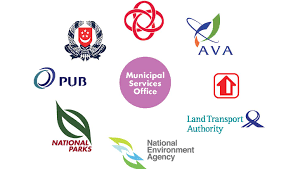 AVA
PUB
Municipal
Services
Office
Land Transport
Authority
NATIONAL
PARKS
National
Environment
Agency